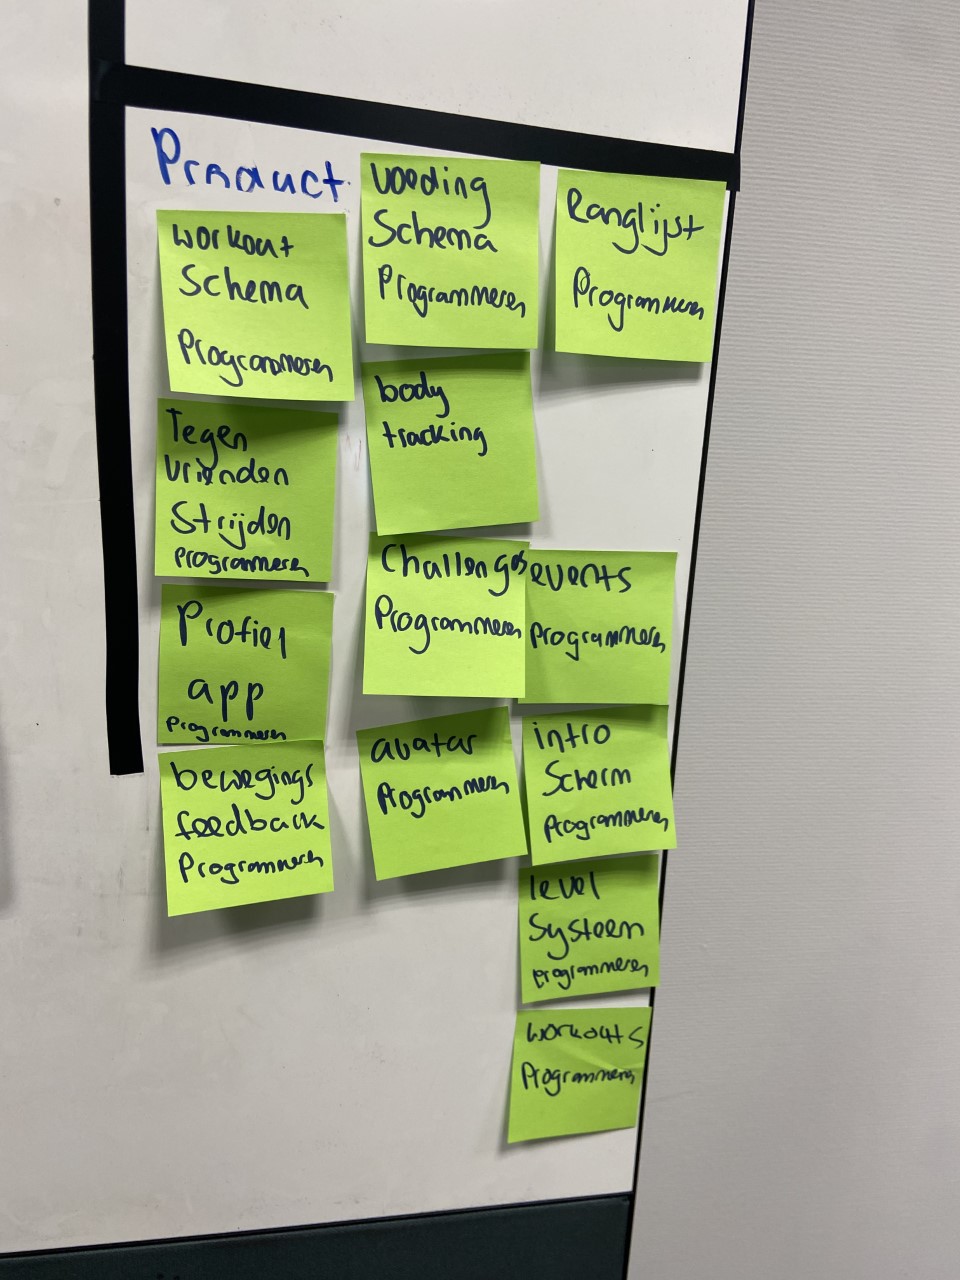 Product
workout
Schema
Programmeren
Tegen
vrienden
Strijden
programmeren
Profiel
app
Programmeren
bewegings
feedback
Programmeren
voeding
Schema
Programmeren
body
tracking
Challenges
Programmeren
avatar
Programmeren
Ranglijst
Programmeren
events
Programmeren
intro
Scherm
Programmeren
level
Systeem
programmeren
workouts
Programmeren